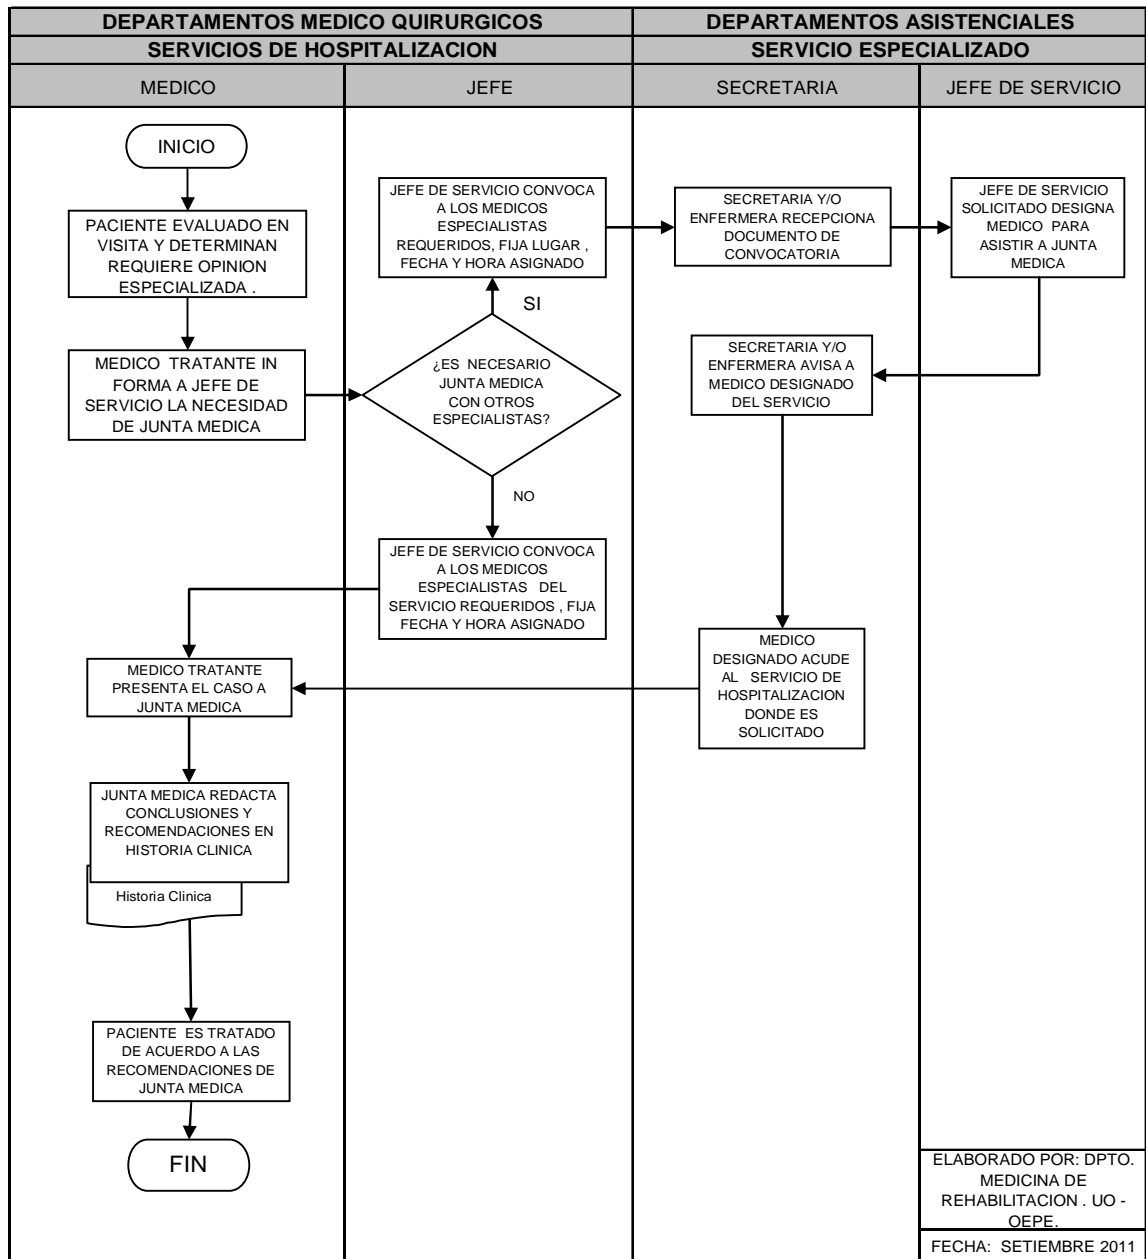 DEPARTAMENTOS MEDICO QUIRURGICOS
DEPARTAMENTOS ASISTENCIALES
SERVICIOS DE HOSPITALIZACION
SERVICIO ESPECIALIZADO
MEDICO
JEFE
SECRETARIA
JEFE DE SERVICIO
INICIO
PACIENTE EVALUADO EN
VISITA Y DETERMINAN
REQUIERE OPINION
ESPECIALIZADA .
MEDICO TRATANTE IN
FORMA A JEFE DE
SERVICIO LA NECESIDAD
DE JUNTA MEDICA
¿ES NECESARIO
JUNTA MEDICA
CON OTROS
ESPECIALISTAS?
SI
JEFE DE SERVICIO CONVOCA
A LOS MEDICOS
ESPECIALISTAS
REQUERIDOS, FIJA LUGAR ,
FECHA Y HORA ASIGNADO
SECRETARIA Y/O
ENFERMERA RECEPCIONA
DOCUMENTO DE
CONVOCATORIA
JEFE DE SERVICIO
SOLICITADO DESIGNA
MEDICO PARA
ASISTIR A JUNTA
MEDICA
SECRETARIA Y/O
ENFERMERA AVISA A
MEDICO DESIGNADO
DEL SERVICIO
MEDICO
DESIGNADO ACUDE
AL SERVICIO DE
HOSPITALIZACION
DONDE ES
SOLICITADO
NO
JEFE DE SERVICIO CONVOCA
A LOS MEDICOS
ESPECIALISTAS DEL
SERVICIO REQUERIDOS , FIJA
FECHA Y HORA ASIGNADO
MEDICO TRATANTE
PRESENTA EL CASO A
JUNTA MEDICA
JUNTA MEDICA REDACTA
CONCLUSIONES Y
RECOMENDACIONES EN
HISTORIA CLINICA
Historia Clinica
PACIENTE ES TRATADO
DE ACUERDO A LAS
RECOMENDACIONES DE
JUNTA MEDICA
FIN
ELABORADO POR: DPTO.
MEDICINA DE
REHABILITACION . UO -
OEPE.
FECHA: SETIEMBRE 2011